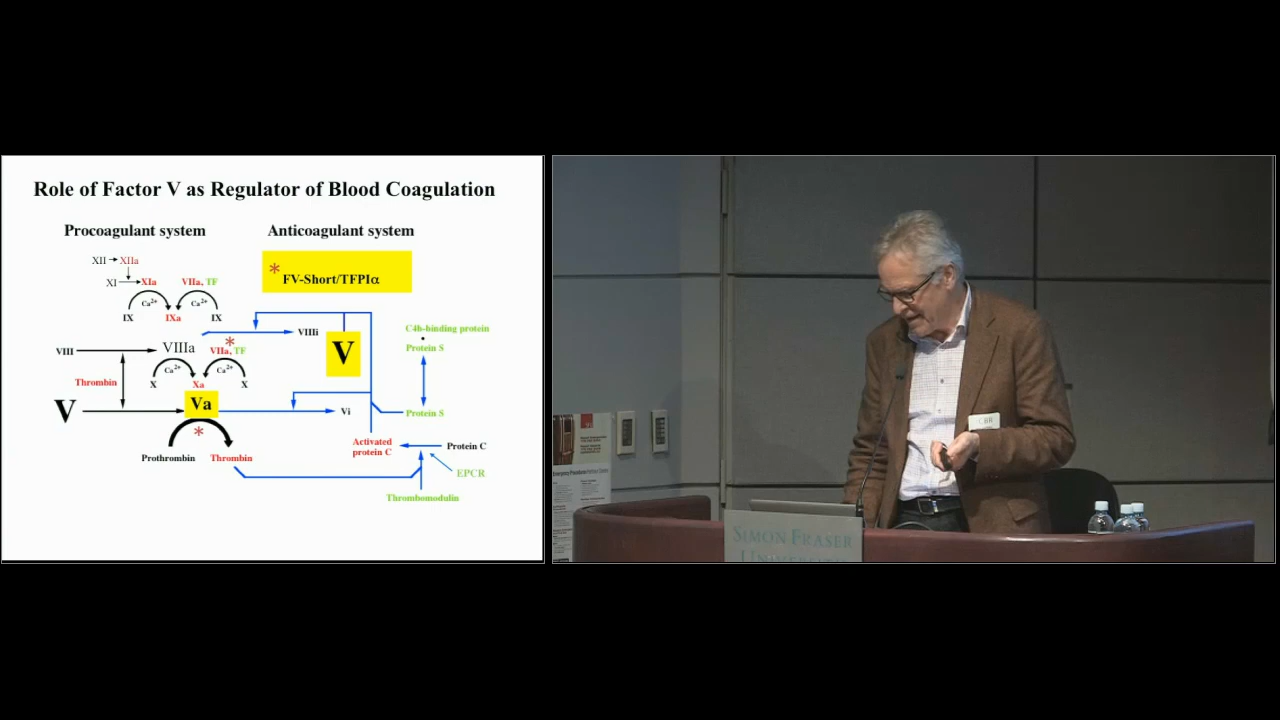 Role of Factor V as Regulator of Blood Coagulation
Procoagulant system
Anticoagulant system
XII
XIIa
*
FV-Short/TFPIα
XI
XIa
VIIa, TF
Ca2+
Ca2+
IX
IXa
IX
VIIIi
C4b-binding protein
VIII
VIIIa
*
VIIa, TF
V
Protein S
Ca2+
Ca2+
Thrombin
X
Xa
X
V
Va
Vi
Protein S
*
Activated
protein C
Protein C
Prothrombin
Thrombin
EPCR
Thrombomodulin
CBR
SIMON FRASER
UNIVERSITY